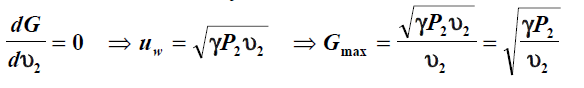 dG/dυ₂ = 0 ⇒ u_w = √(γP₂υ₂) ⇒ G_max = √(γP₂υ₂)/υ₂ = √(γP₂/υ₂)